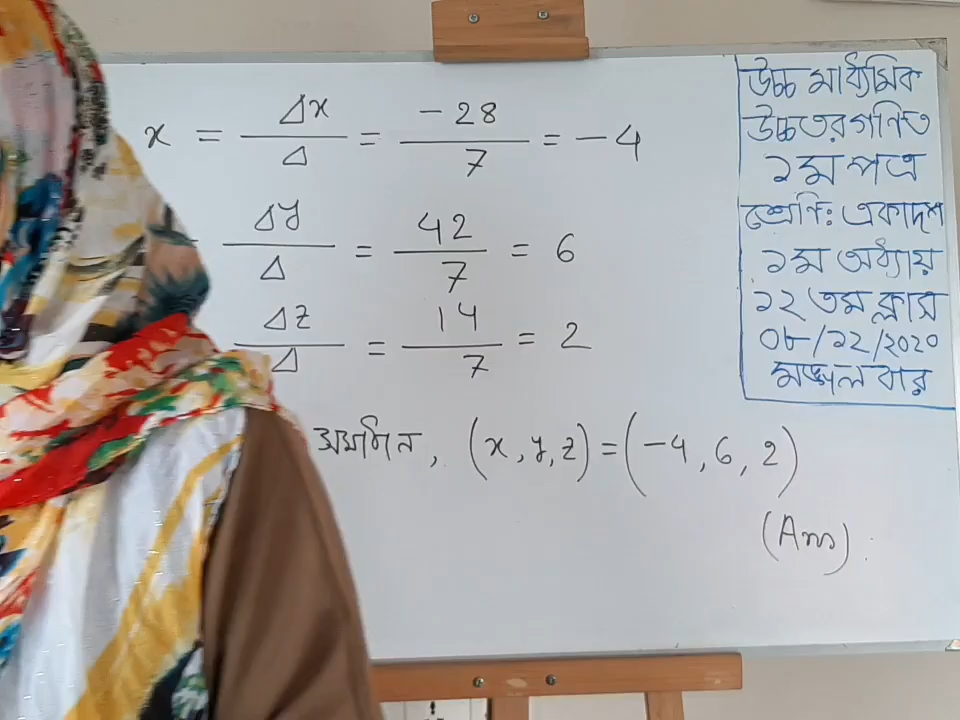 x = Δx / Δ = -28 / 7 = -4
Δy / Δ = 42 / 7 = 6
Δz / Δ = 14 / 7 = 2
সমাধান, (x, y, z) = (-4, 6, 2)
(Ans).
উচ্চ মাধ্যমিক
উচ্চতর গণিত
১ম পত্র
শ্রেণি: একাদশ
১ম অধ্যায়
১২ তম ক্লাস
০৮/১২/২০২০
মঙ্গলবার